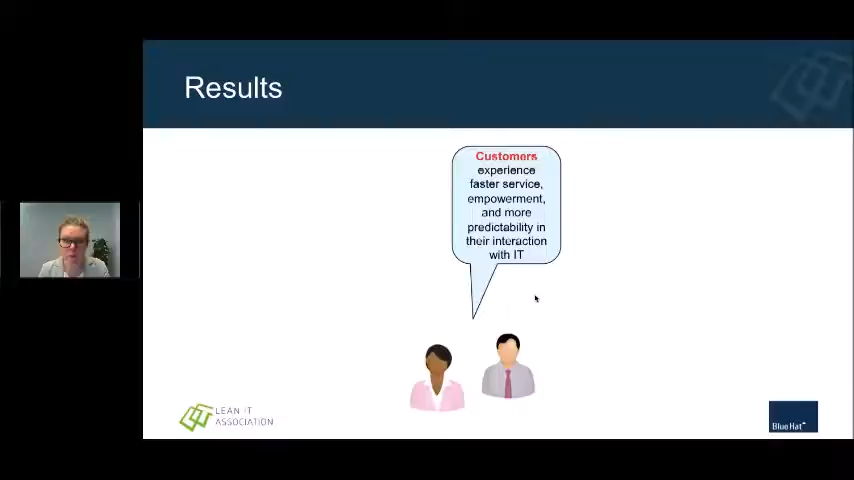 Results
Customers
experience
faster service,
empowerment,
and more
predictability in
their interaction
with IT
LEAN IT
ASSOCIATION
Blue Hat